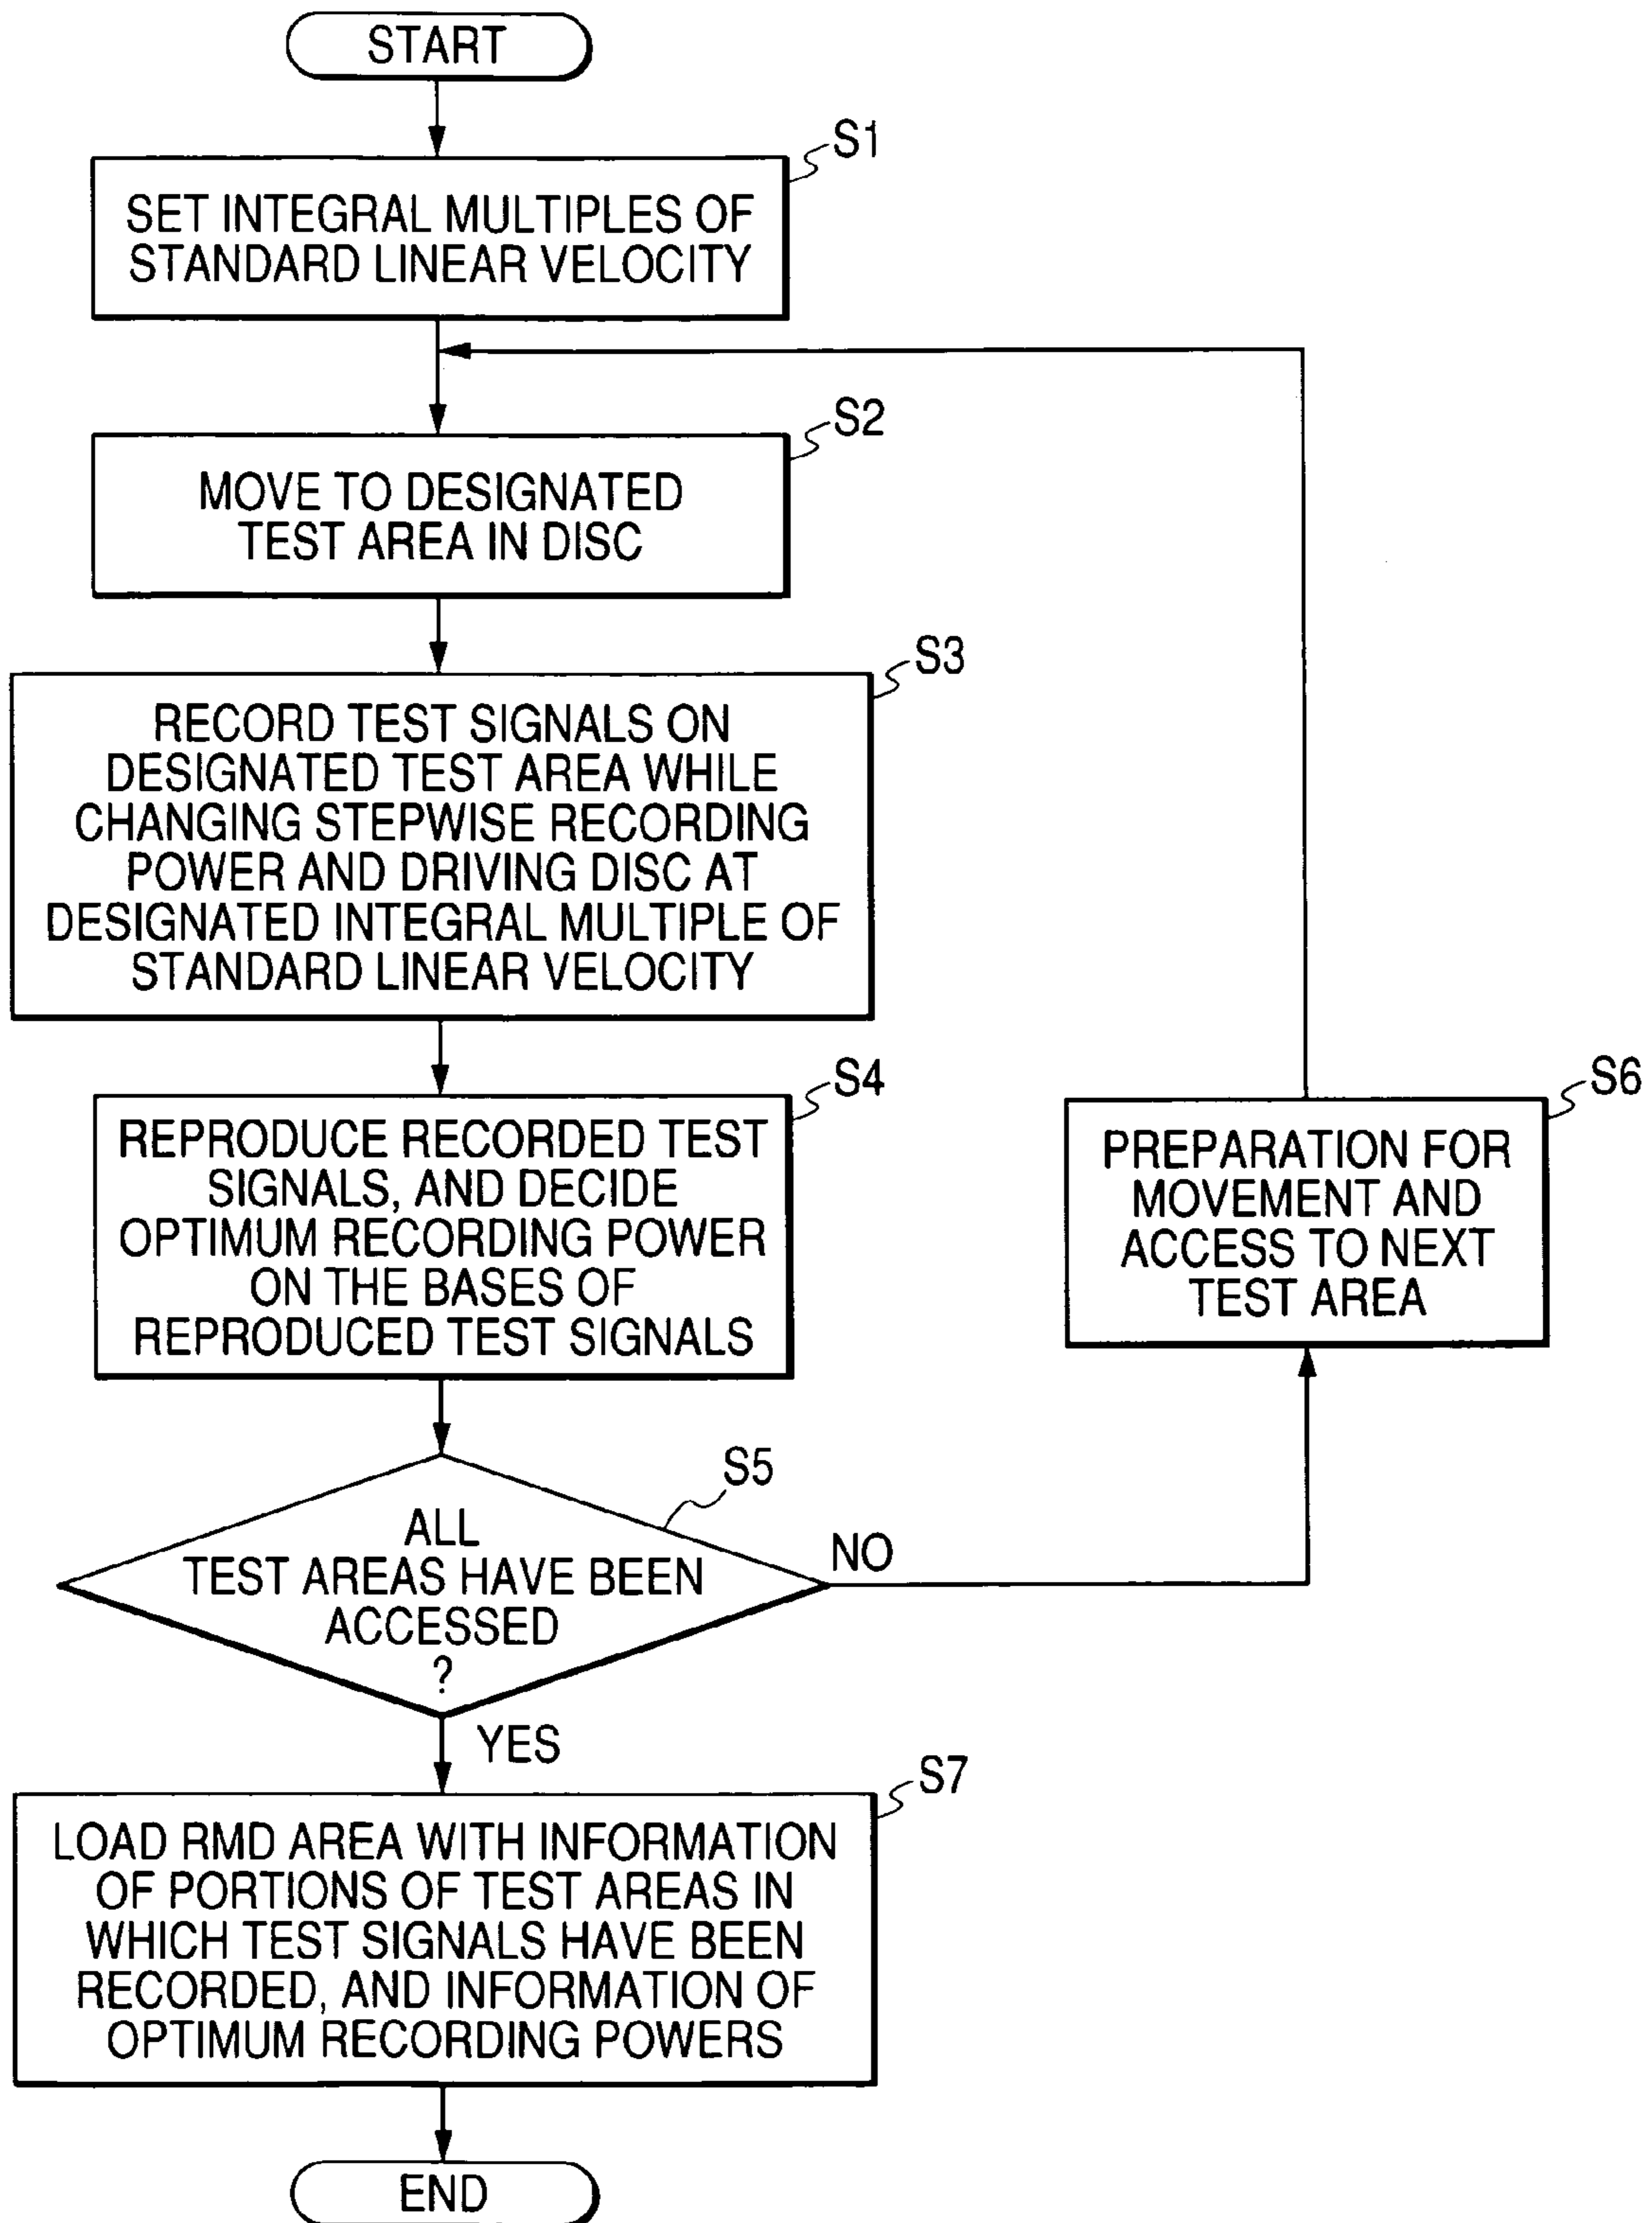 START
S1
SET INTEGRAL MULTIPLES OF
STANDARD LINEAR VELOCITY
S2
MOVE TO DESIGNATED
TEST AREA IN DISC
S3
RECORD TEST SIGNALS ON
DESIGNATED TEST AREA WHILE
CHANGING STEPWISE RECORDING
POWER AND DRIVING DISC AT
DESIGNATED INTEGRAL MULTIPLE OF
STANDARD LINEAR VELOCITY
S4
REPRODUCE RECORDED TEST
SIGNALS, AND DECIDE
OPTIMUM RECORDING POWER
ON THE BASES OF
REPRODUCED TEST SIGNALS
S6
PREPARATION FOR
MOVEMENT AND
ACCESS TO NEXT
TEST AREA
S5
ALL
TEST AREAS HAVE BEEN
ACCESSED
?
NO
YES
S7
LOAD RMD AREA WITH INFORMATION
OF PORTIONS OF TEST AREAS IN
WHICH TEST SIGNALS HAVE BEEN
RECORDED, AND INFORMATION OF
OPTIMUM RECORDING POWERS
END